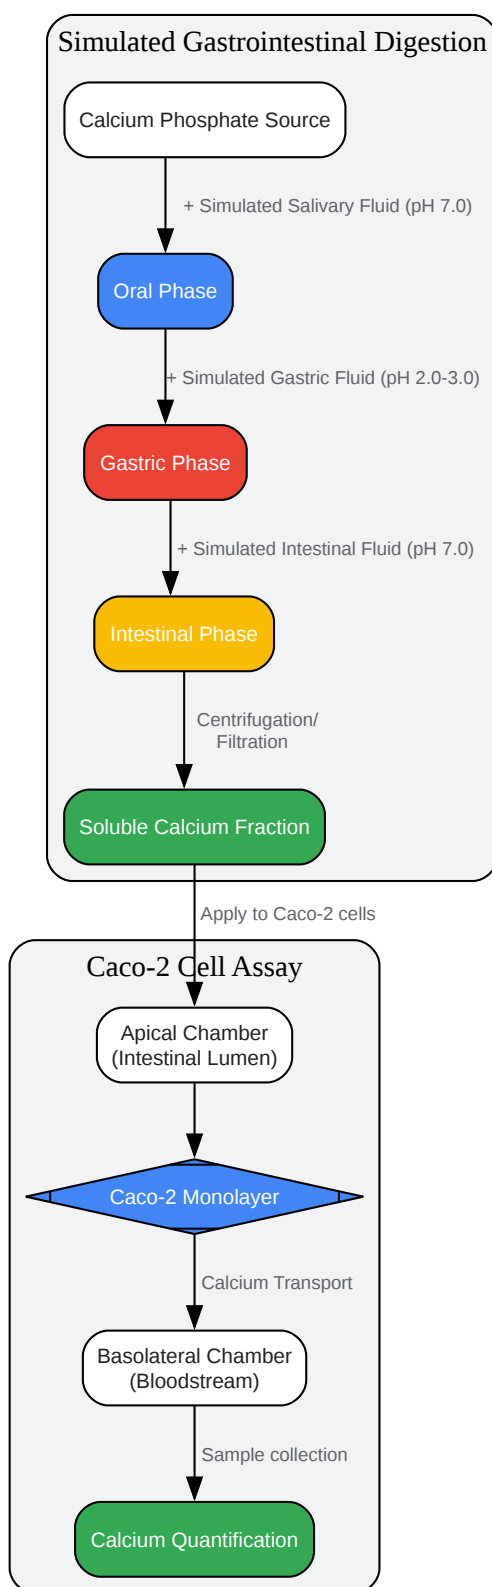 Simulated Gastrointestinal Digestion
Calcium Phosphate Source
+ Simulated Salivary Fluid (pH 7.0)
Oral Phase
+ Simulated Gastric Fluid (pH 2.0-3.0)
Gastric Phase
+ Simulated Intestinal Fluid (pH 7.0)
Intestinal Phase
Centrifugation/
Filtration
Soluble Calcium Fraction
Apply to Caco-2 cells
Caco-2 Cell Assay
Apical Chamber
(Intestinal Lumen)
Caco-2 Monolayer
Calcium Transport
Basolateral Chamber
(Bloodstream)
Sample collection
Calcium Quantification